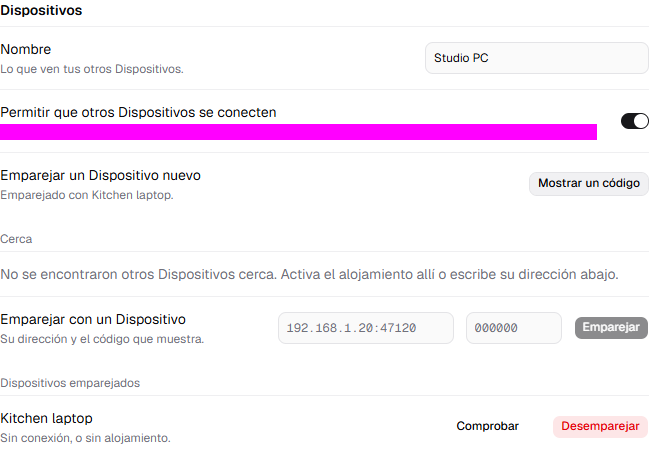 Dispositivos
Nombre
Lo que ven tus otros Dispositivos.
Studio PC
Permitir que otros Dispositivos se conecten
Emparejar un Dispositivo nuevo
Emparejado con Kitchen laptop.
Mostrar un código
Cerca
No se encontraron otros Dispositivos cerca. Activa el alojamiento allí o escribe su dirección abajo.
Emparejar con un Dispositivo
Su dirección y el código que muestra.
192.168.1.20:47120
000000
Emparejar
Dispositivos emparejados
Kitchen laptop
Sin conexión, o sin alojamiento.
Comprobar
Desemparejar